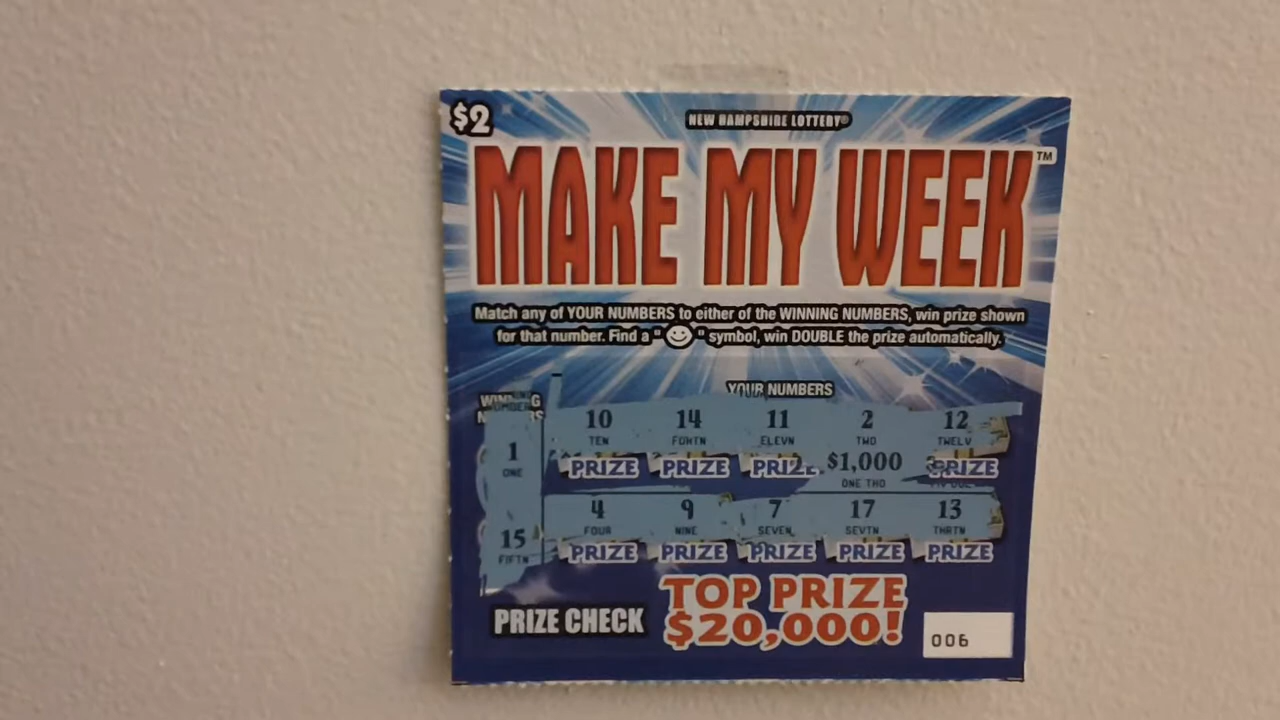 $2
NEW HAMPSHIRE LOTTERY®
MAKE MY WEEK™
Match any of YOUR NUMBERS to either of the WINNING NUMBERS, win prize shown
for that number. Find a " " symbol, win DOUBLE the prize automatically.
YOUR NUMBERS
10 14 11 2 12
TEN FORTN ELEVN TWO TWELV
1
ONE
PRIZE PRIZE PRIZE $1,000 PRIZE
ONE THO
4 9 7 17 13
FOUR NINE SEVEN SEVTN THRTN
15
FIFTN
PRIZE PRIZE PRIZE PRIZE PRIZE
PRIZE CHECK
TOP PRIZE
$20,000!
006